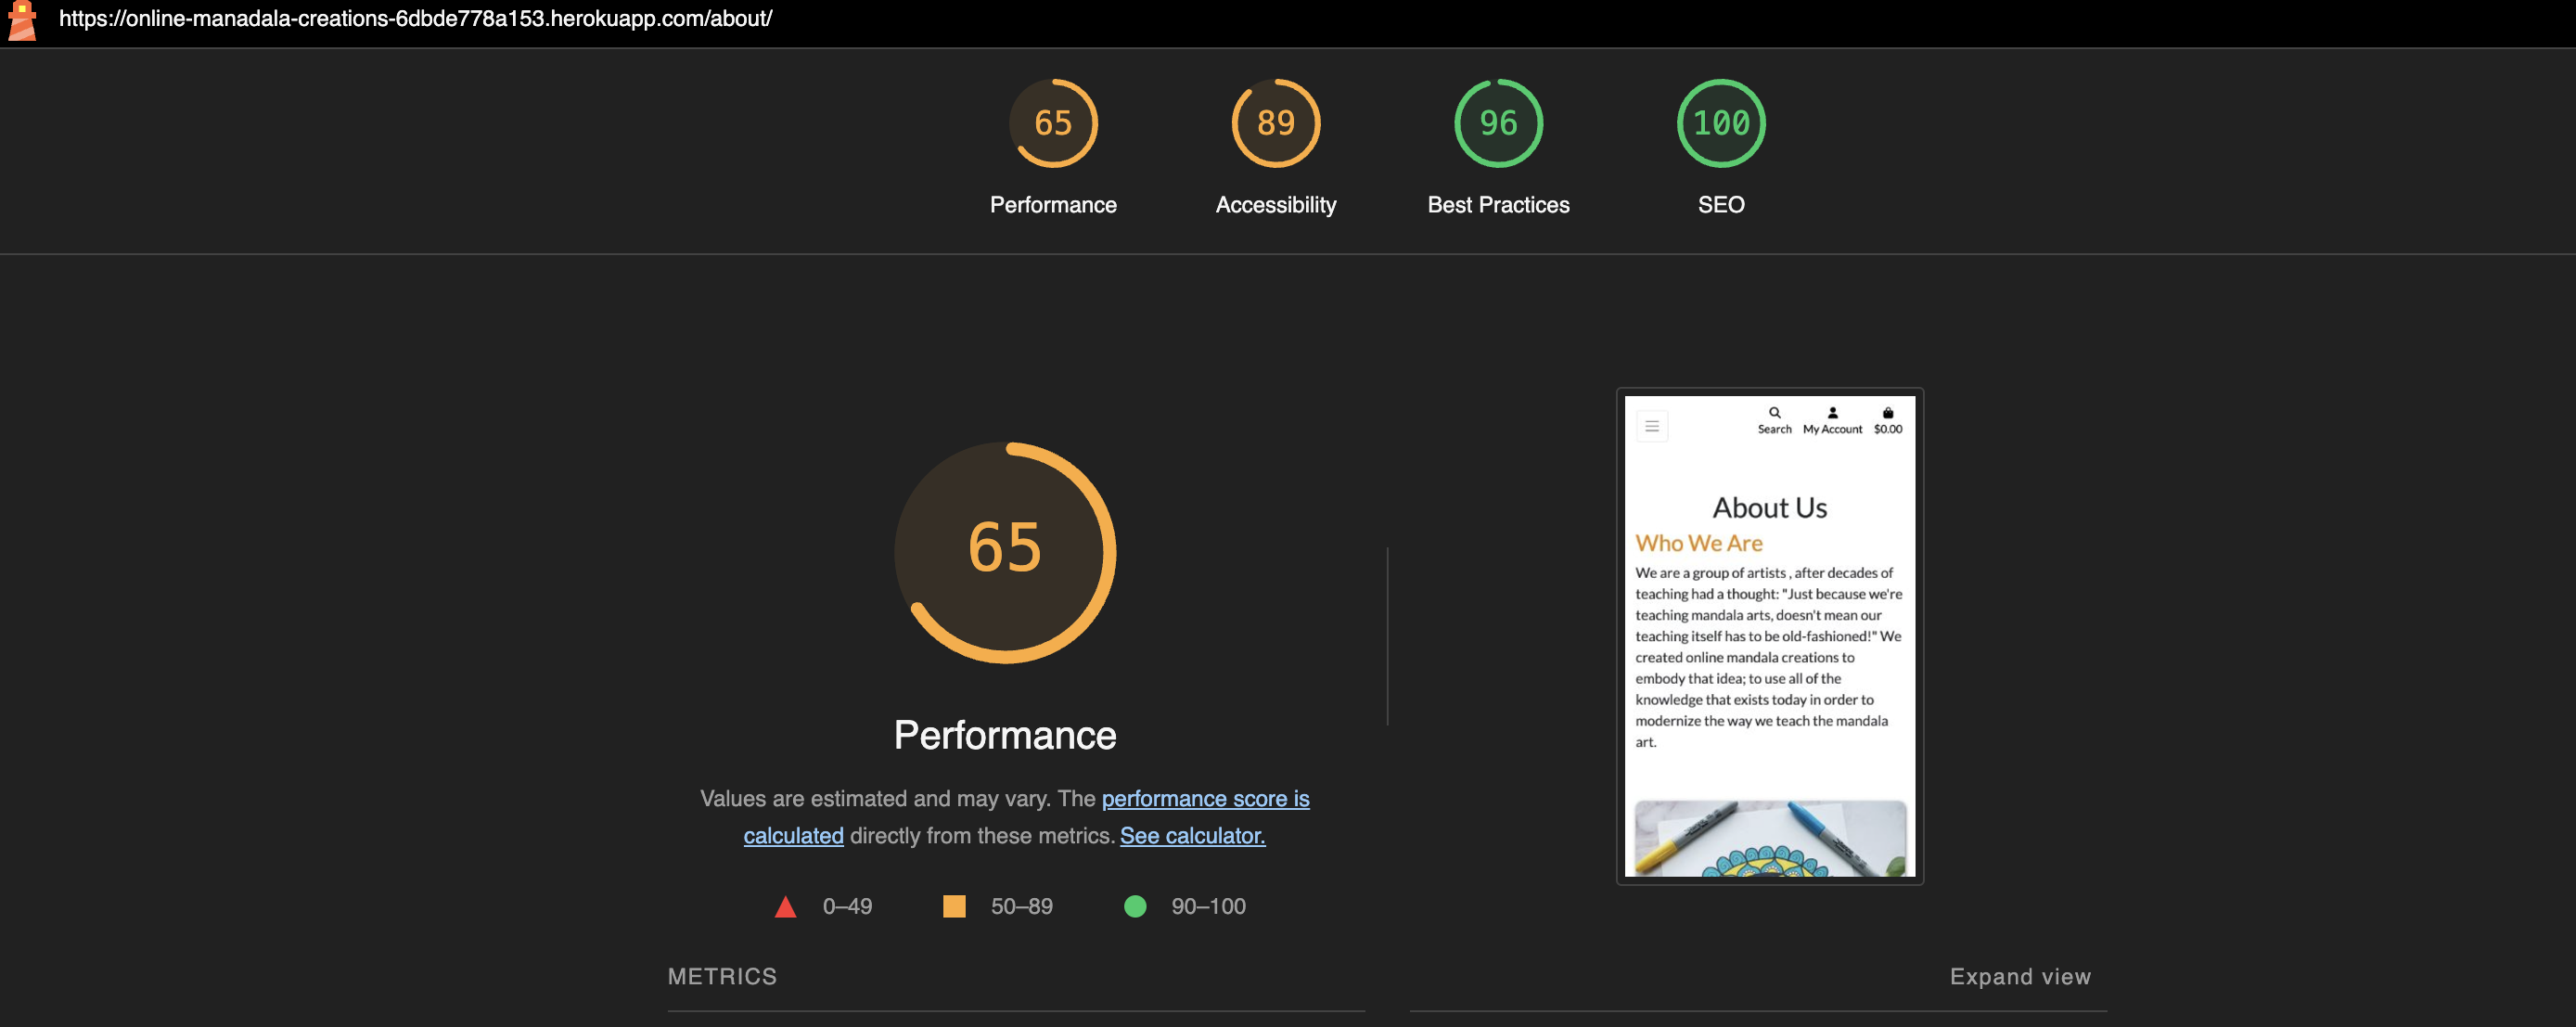 https://online-manadala-creations-6dbde778a153.herokuapp.com/about/
65
89
96
100
Performance
Accessibility
Best Practices
SEO
65
Performance
Values are estimated and may vary. The performance score is
calculated directly from these metrics. See calculator.
0–49
50–89
90–100
Search
My Account
$0.00
About Us
Who We Are
We are a group of artists , after decades of
teaching had a thought: "Just because we're
teaching mandala arts, doesn't mean our
teaching itself has to be old-fashioned!" We
created online mandala creations to
embody that idea; to use all of the
knowledge that exists today in order to
modernize the way we teach the mandala
art.
METRICS
Expand view